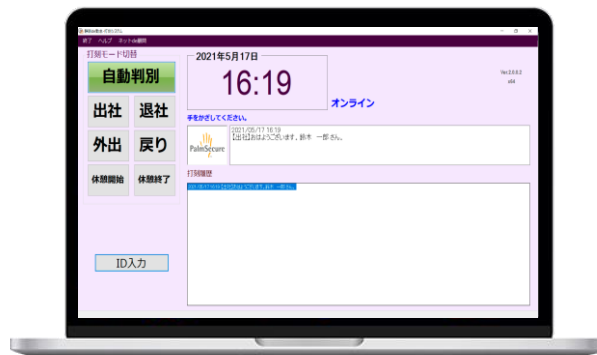 終了 ヘルプ ネットde顧問
打刻モード切替
自動判別
出社 退社
外出 戻り
休憩開始 休憩終了
ID入力
2021年5月17日
16:19
オンライン
Ver.2.0.0.2
x64
手をかざしてください。
PalmSecure
2021/05/17 16:19
【出社】おはようございます、鈴木 一郎さん。
打刻履歴